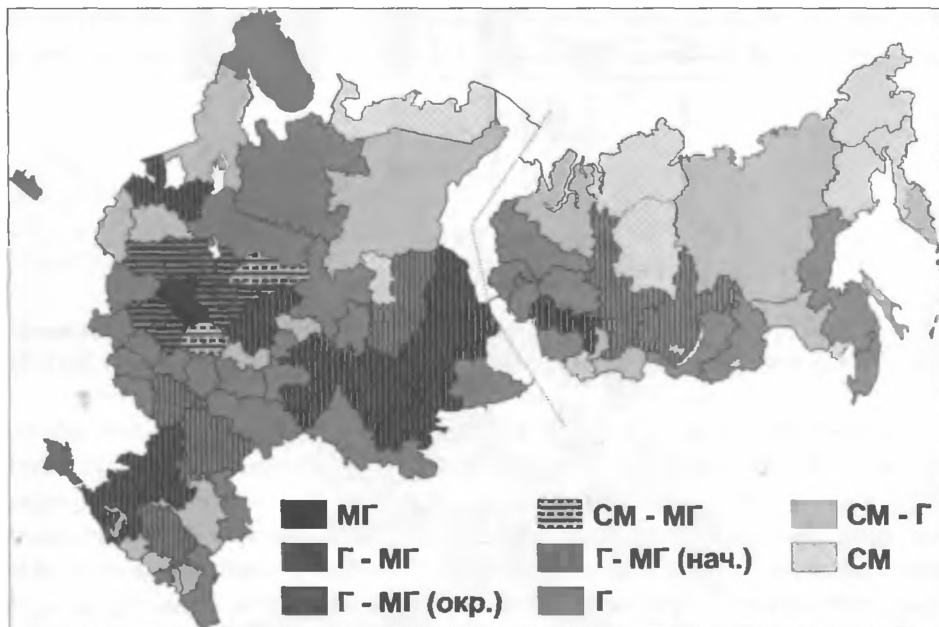 МГ
СМ - МГ
СМ - Г
Г - МГ
Г - МГ (нач.)
СМ
Г - МГ (окр.)
Г